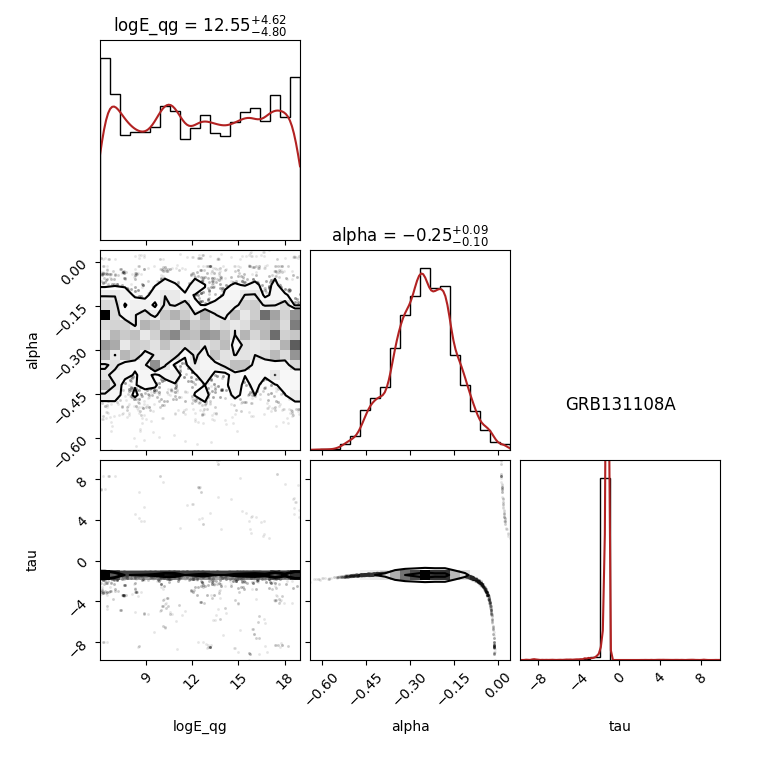 logE_qg = 12.55+4.62 −4.80
alpha = −0.25+0.09 −0.10
0.00
−0.15
−0.30
−0.45
−0.60
alpha
GRB131108A
8
4
0
−4
−8
tau
9 12 15 18
−0.60 −0.45 −0.30 −0.15 0.00
−8 −4 0 4 8
logE_qg alpha tau